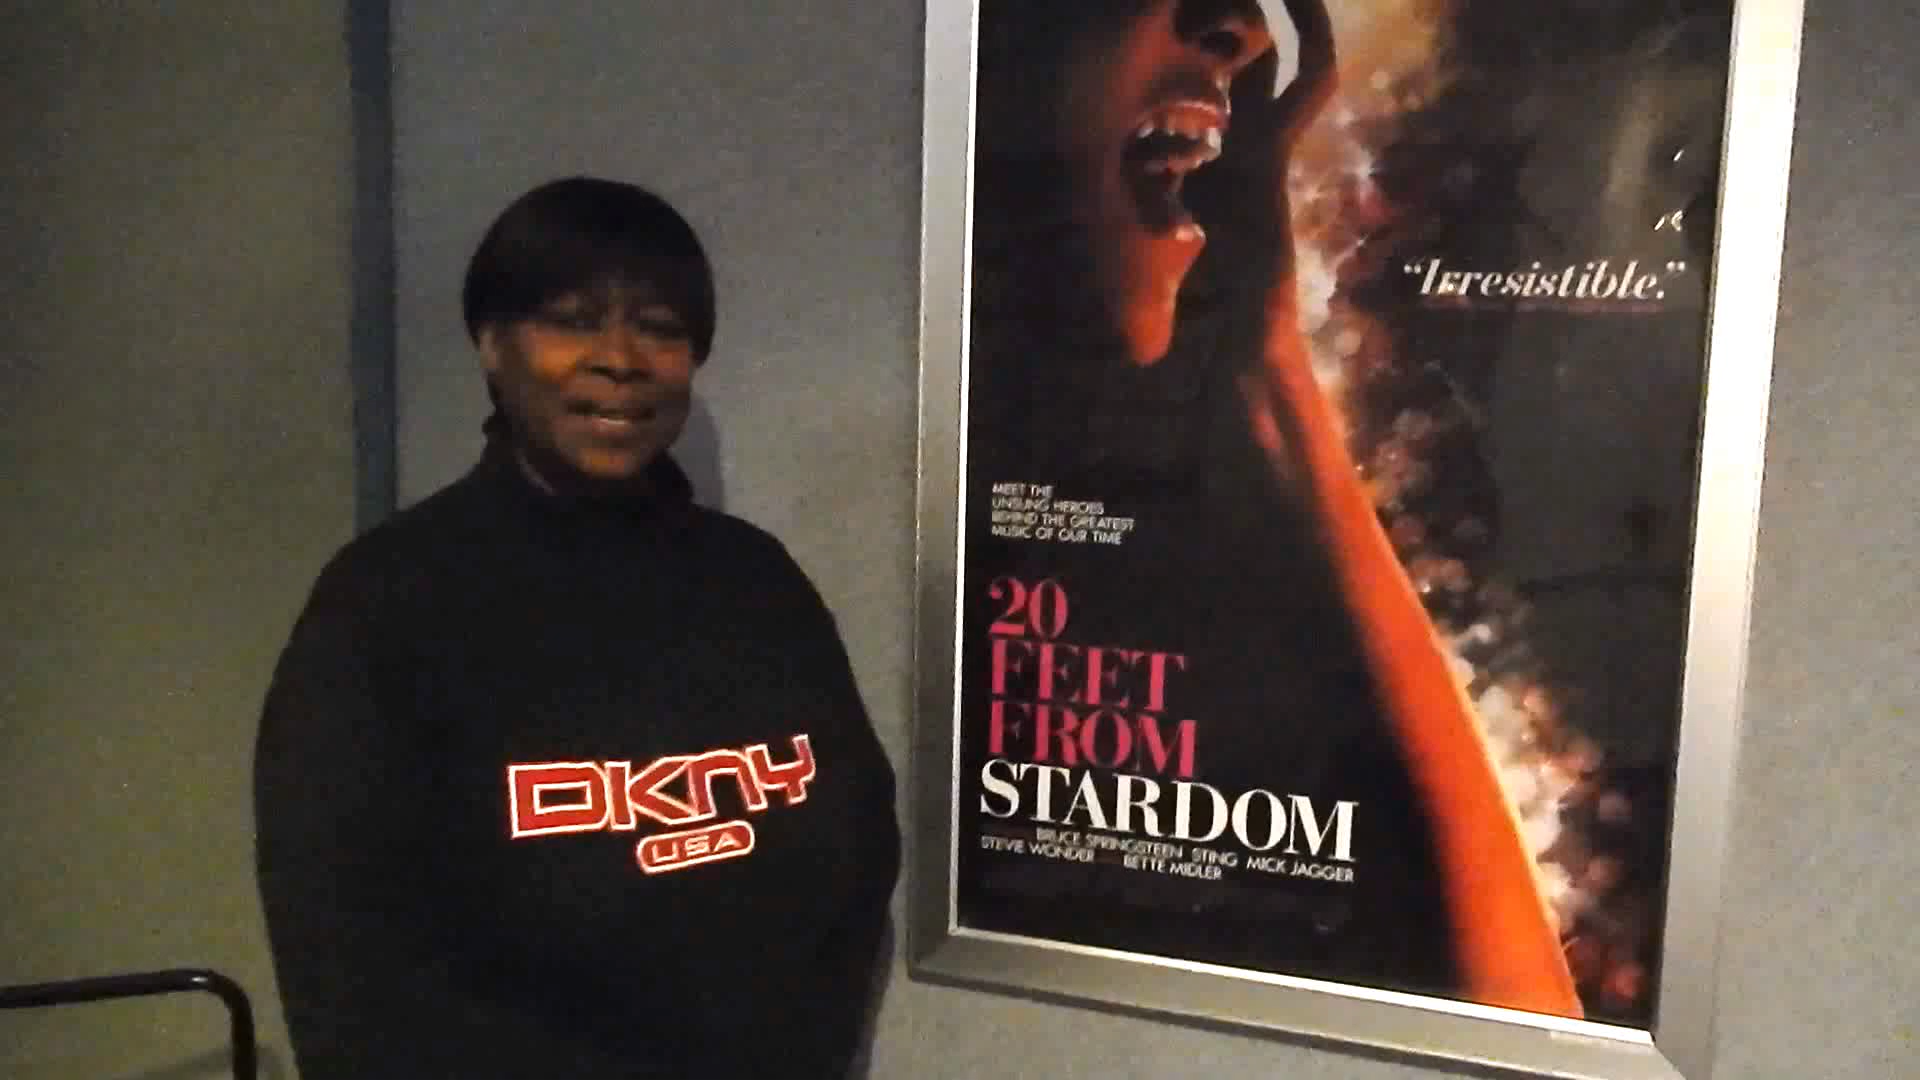 DKNY
USA
“Irresistible.”
MEET THE
UNSUNG HEROES
BEHIND THE GREATEST
MUSIC OF OUR TIME
20
FEET
FROM
STARDOM
BRUCE SPRINGSTEEN STING MICK JAGGER
STEVIE WONDER BETTE MIDLER